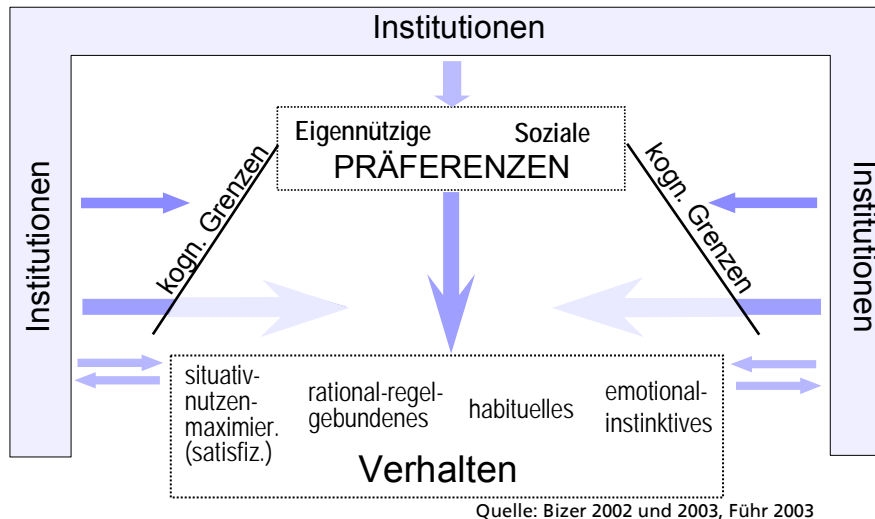 Institutionen
Institutionen
Institutionen
Eigennützige Soziale
PRÄFERENZEN
kogn. Grenzen
kogn. Grenzen
situativ-
nutzen-
maximier.
(satisfiz.)
rational-regel-
gebundenes
habituelles
emotional-
instinktives
Verhalten
Quelle: Bizer 2002 und 2003, Führ 2003